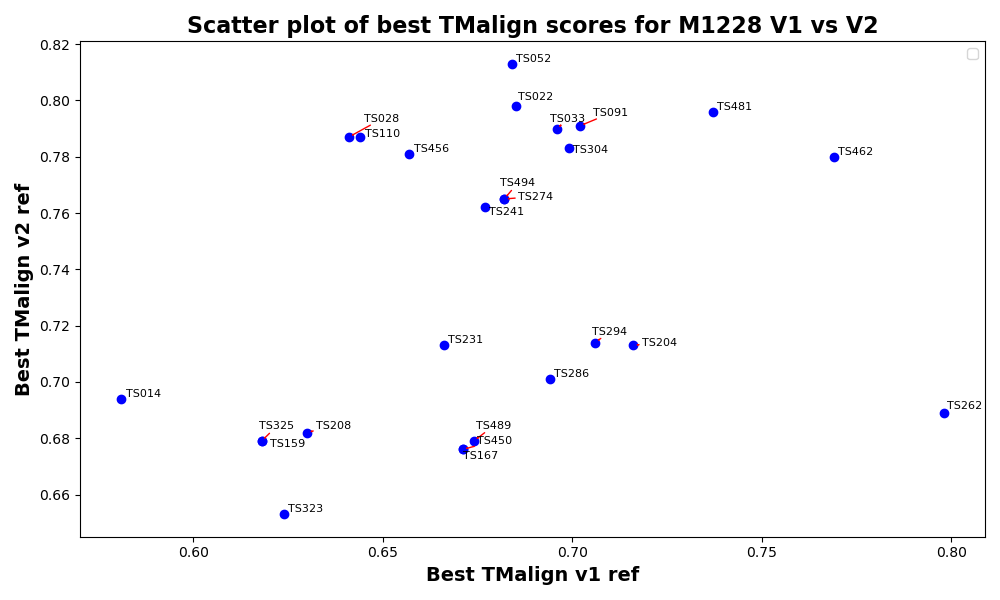 Scatter plot of best TMalign scores for M1228 V1 vs V2
Best TMalign v2 ref
0.82
0.80
0.78
0.76
0.74
0.72
0.70
0.68
0.66
TS052
TS022
TS481
TS028
TS033
TS091
TS110
TS456
TS304
TS462
TS494
TS274
TS241
TS231
TS294
TS204
TS286
TS014
TS262
TS325
TS208
TS489
TS159
TS450
TS167
TS323
0.60
0.65
0.70
0.75
0.80
Best TMalign v1 ref